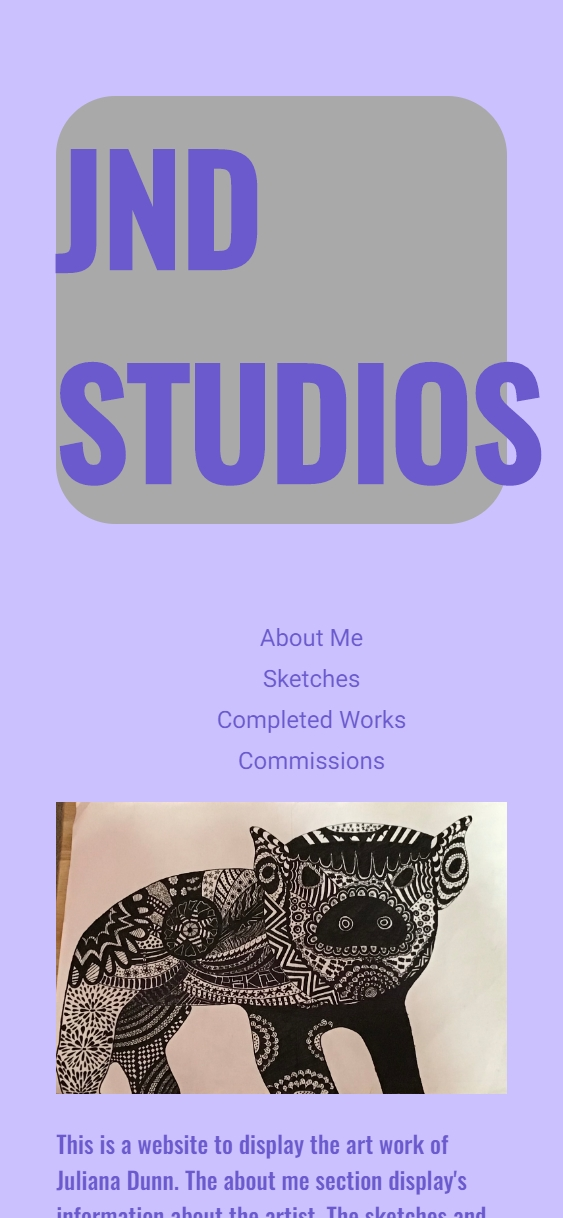 JND
STUDIOS
About Me
Sketches
Completed Works
Commissions
This is a website to display the art work of
Juliana Dunn. The about me section display's
information about the artist. The sketches and